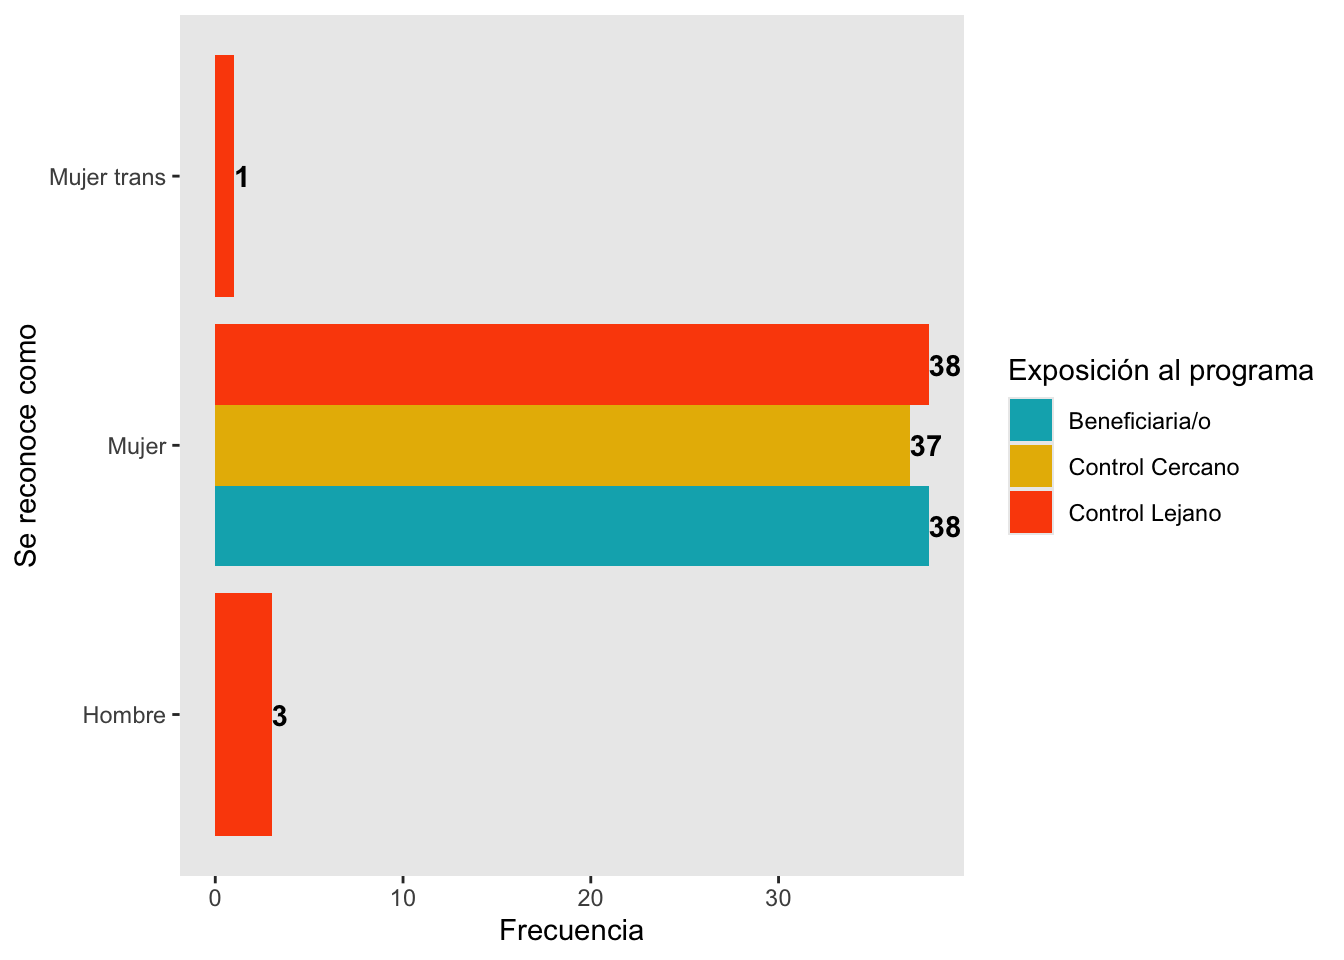 Se reconoce como
Mujer trans
1
38
Mujer
37
38
Hombre
3
0 10 20 30
Frecuencia
Exposición al programa
Beneficiaria/o
Control Cercano
Control Lejano